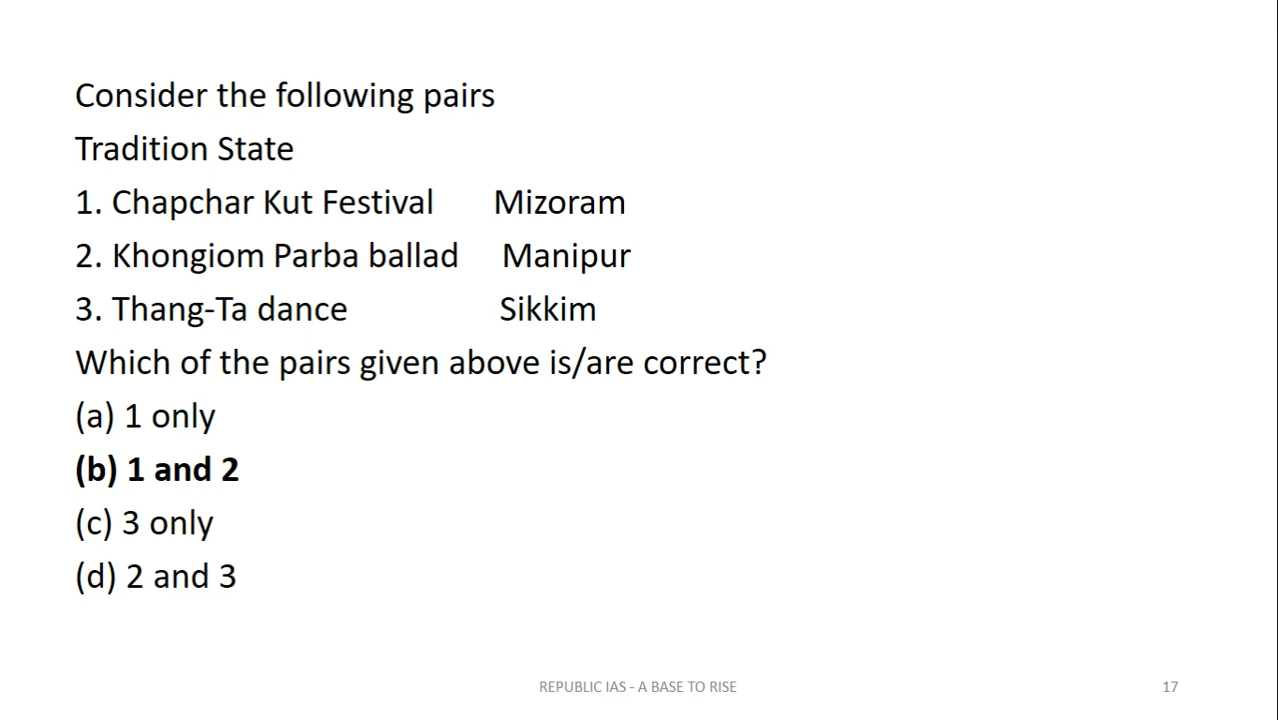 Consider the following pairs
Tradition State
1. Chapchar Kut Festival Mizoram
2. Khongiom Parba ballad Manipur
3. Thang-Ta dance Sikkim
Which of the pairs given above is/are correct?
(a) 1 only
(b) 1 and 2
(c) 3 only
(d) 2 and 3
REPUBLIC IAS - A BASE TO RISE 17